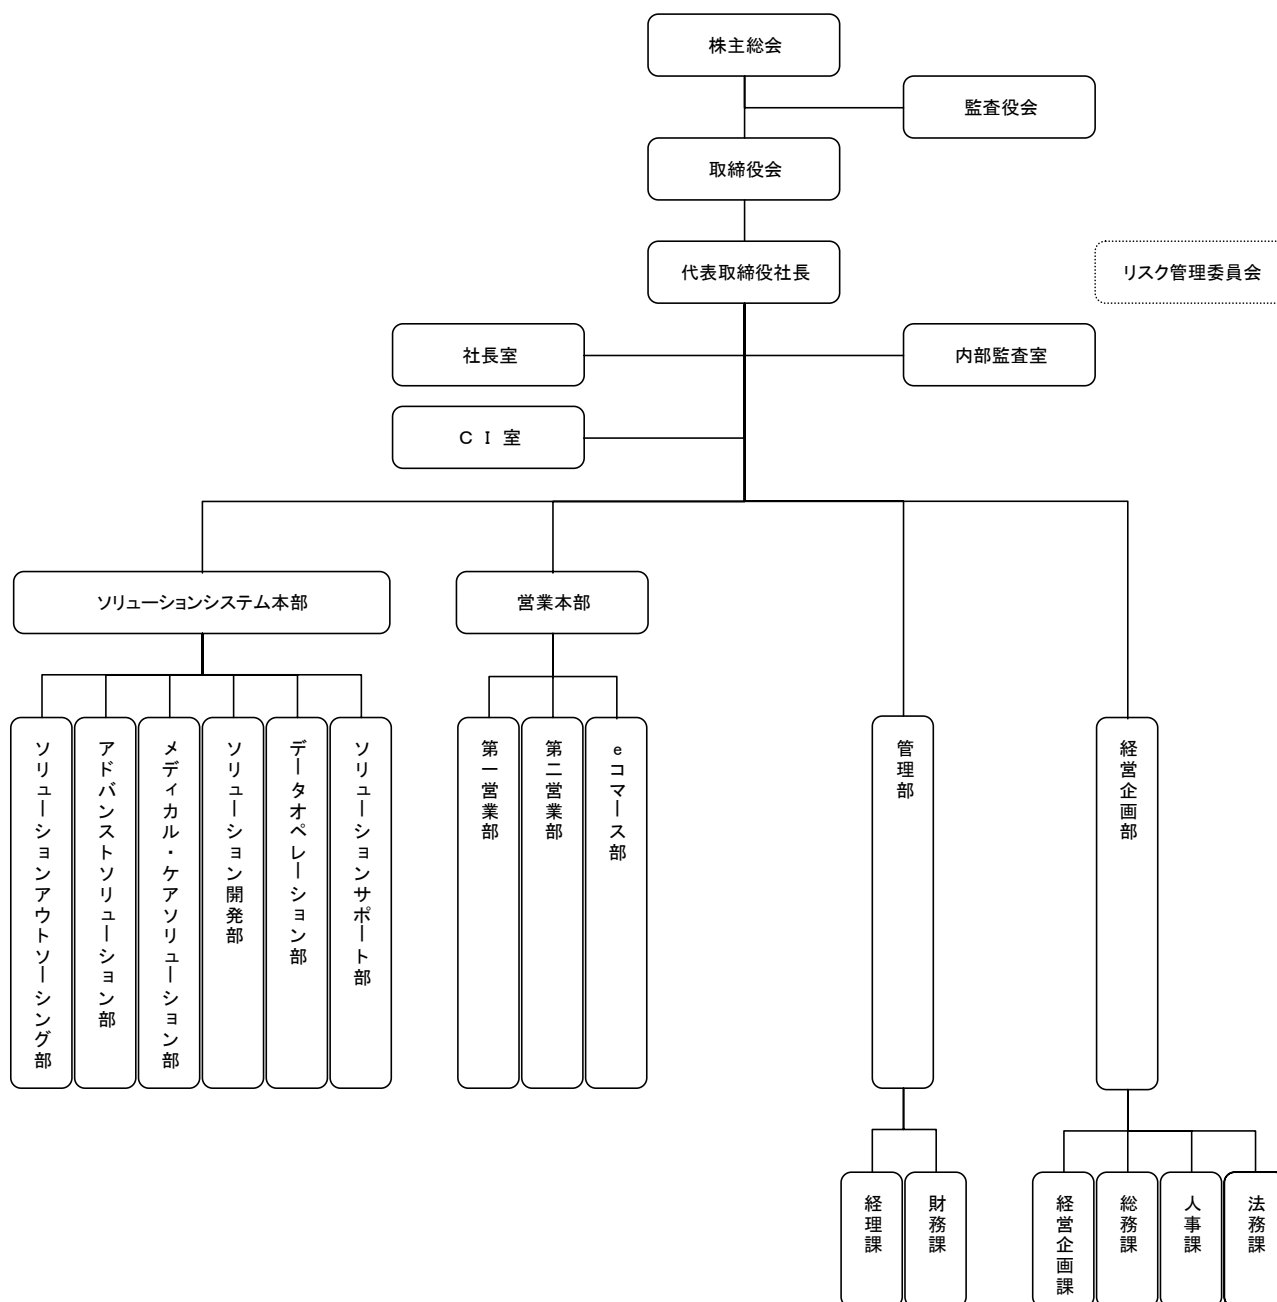 株主総会
監査役会
取締役会
代表取締役社長
リスク管理委員会
社長室
内部監査室
ＣＩ室
ソリューションシステム本部
営業本部
ソリューションアウトソーシング部
アドバンストソリューション部
メディカル・ケアソリューション部
ソリューション開発部
データオペレーション部
ソリューションサポート部
第一営業部
第二営業部
eコマース部
管理部
経営企画部
経理課
財務課
経営企画課
総務課
人事課
法務課